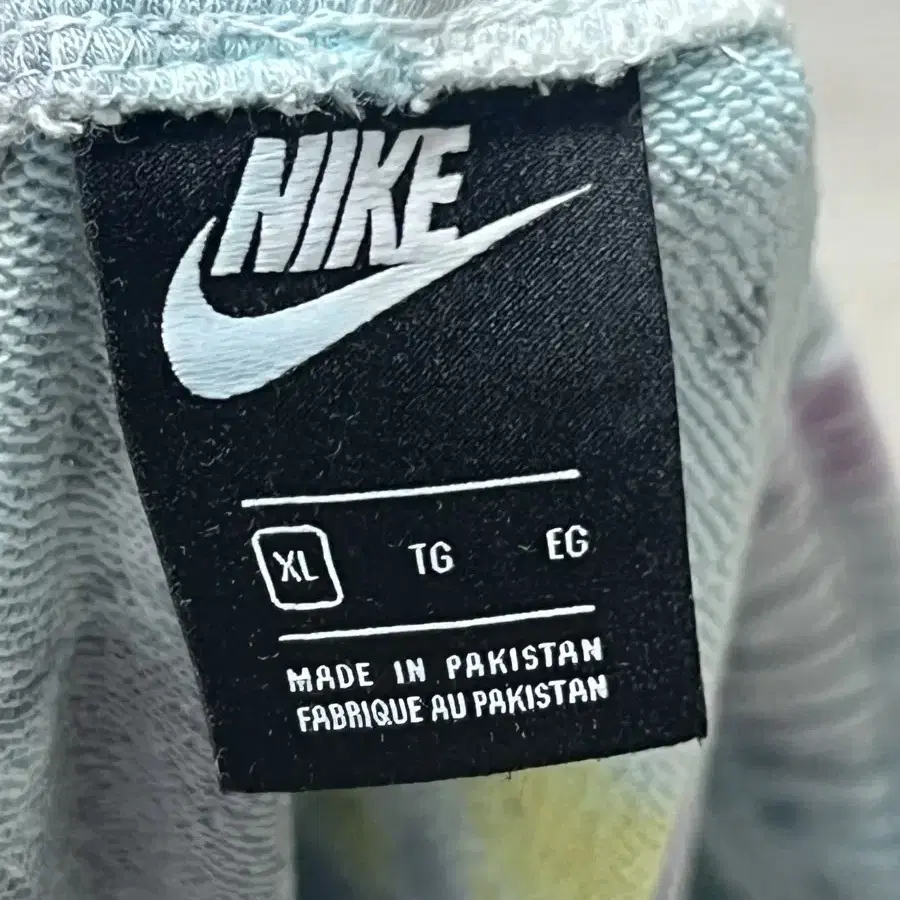 NIKE
XL TG EG
MADE IN PAKISTAN
FABRIQUE AU PAKISTAN